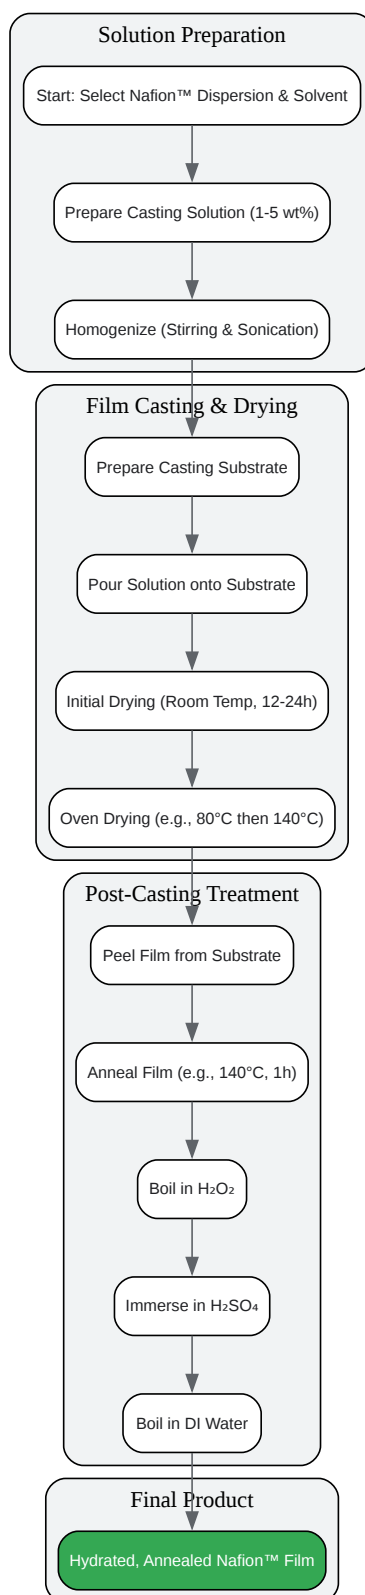 Solution Preparation
Start: Select Nafion™ Dispersion & Solvent
Prepare Casting Solution (1-5 wt%)
Homogenize (Stirring & Sonication)
Film Casting & Drying
Prepare Casting Substrate
Pour Solution onto Substrate
Initial Drying (Room Temp, 12-24h)
Oven Drying (e.g., 80°C then 140°C)
Post-Casting Treatment
Peel Film from Substrate
Anneal Film (e.g., 140°C, 1h)
Boil in H₂O₂
Immerse in H₂SO₄
Boil in DI Water
Final Product
Hydrated, Annealed Nafion™ Film